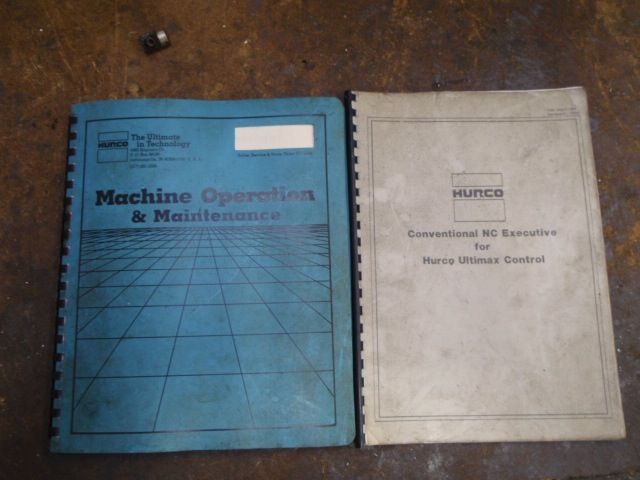 HURCO
The Ultimate
in Technology
Machine Operation
& Maintenance
HURCO
Conventional NC Executive
for
Hurco Ultimax Control